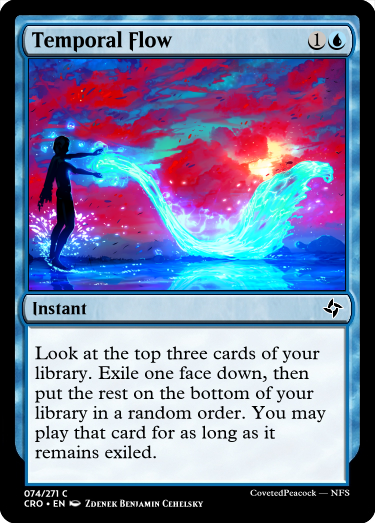 Temporal Flow 1
Instant
Look at the top three cards of your
library. Exile one face down, then
put the rest on the bottom of your
library in a random order. You may
play that card for as long as it
remains exiled.
074/271 C
CRO • EN Zdenek Benjamin Cehelsky
CovetedPeacock — NFS